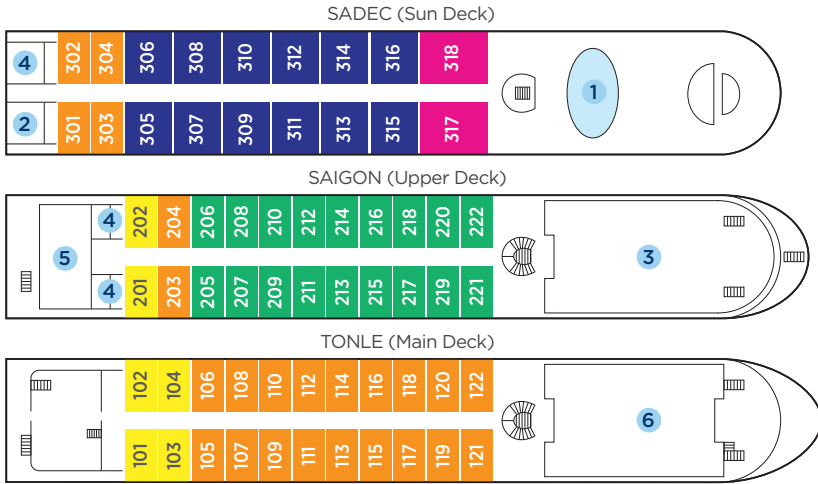 SADEC (Sun Deck)
4 302 304 306 308 310 312 314 316 318
1
2 301 303 305 307 309 311 313 315 317
SAIGON (Upper Deck)
4 202 204 206 208 210 212 214 216 218 220 222
5 3
4 201 203 205 207 209 211 213 215 217 219 221
TONLE (Main Deck)
102 104 106 108 110 112 114 116 118 120 122
6
101 103 105 107 109 111 113 115 117 119 121